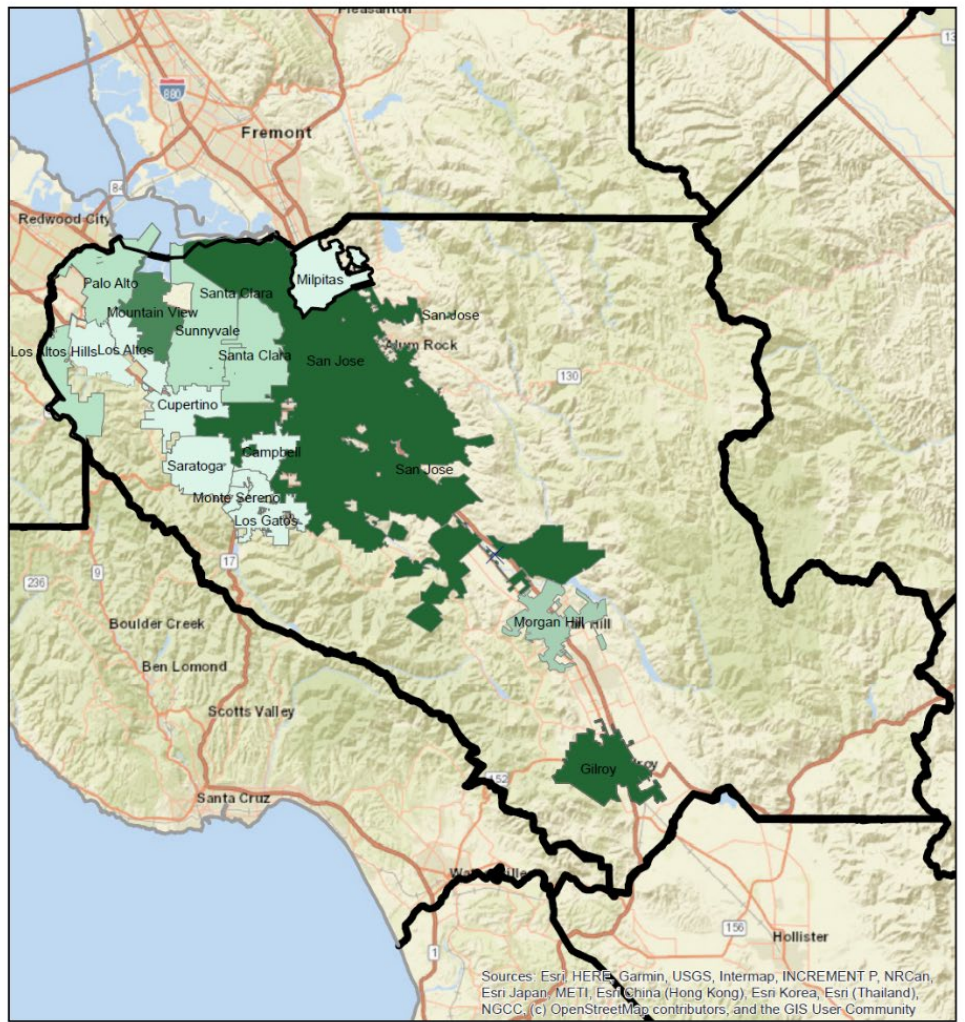 Pleasanton
13
880
Fremont
84
Redwood City
Milpitas
Palo Alto
Santa Clara
Mountain View
San Jose
Sunnyvale
Alum Rock
Los Altos Hills
Los Altos
Santa Clara
San Jose
130
Cupertino
Campbell
Saratoga
San Jose
Monte Sereno
Los Gatos
17
9
236
Boulder Creek
Morgan Hill
Hill
Ben Lomond
Scotts Valley
Gilroy
152
Santa Cruz
156
Hollister
1
Sources: Esri, HERE, Garmin, USGS, Intermap, INCREMENT P, NRCan,
Esri Japan, METI, Esri China (Hong Kong), Esri Korea, Esri (Thailand),
NGCC, (c) OpenStreetMap contributors, and the GIS User Community